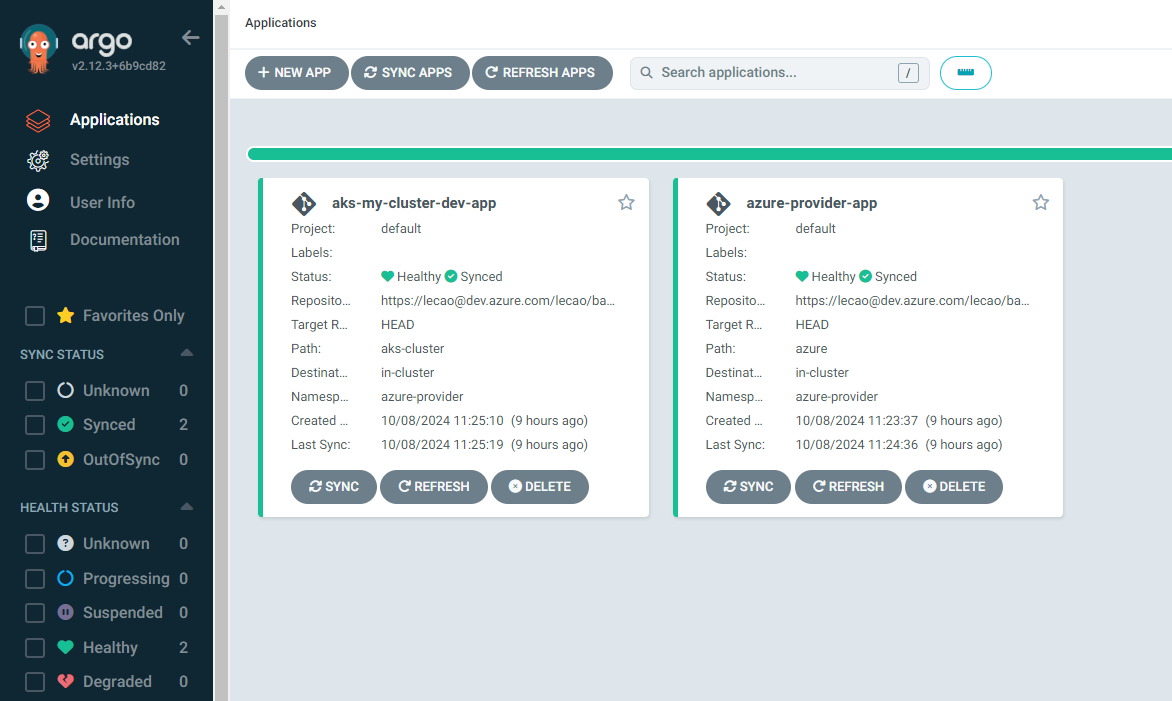 argo
v2.12.3+6b9cd82
Applications
Settings
User Info
Documentation
Favorites Only
SYNC STATUS
Unknown 0
Synced 2
OutOfSync 0
HEALTH STATUS
Unknown 0
Progressing 0
Suspended 0
Healthy 2
Degraded 0
Applications
NEW APP SYNC APPS REFRESH APPS Search applications... /
aks-my-cluster-dev-app
Project: default
Labels:
Status: Healthy Synced
Reposito... https://lecao@dev.azure.com/lecao/ba...
Target R... HEAD
Path: aks-cluster
Destinat... in-cluster
Namesp... azure-provider
Created ... 10/08/2024 11:25:10 (9 hours ago)
Last Sync: 10/08/2024 11:25:19 (9 hours ago)
SYNC REFRESH DELETE
azure-provider-app
Project: default
Labels:
Status: Healthy Synced
Reposito... https://lecao@dev.azure.com/lecao/ba...
Target R... HEAD
Path: azure
Destinat... in-cluster
Namesp... azure-provider
Created ... 10/08/2024 11:23:37 (9 hours ago)
Last Sync: 10/08/2024 11:24:36 (9 hours ago)
SYNC REFRESH DELETE